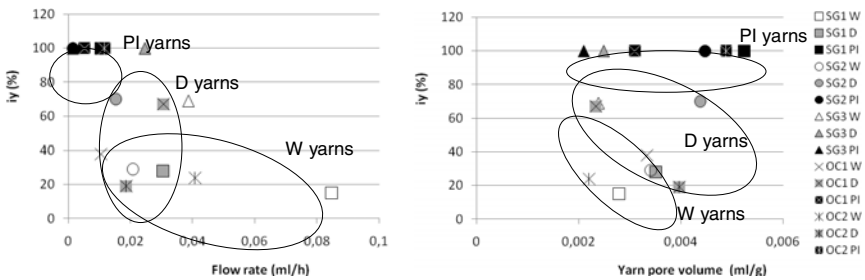 120
100
80
60
40
20
0
iy (%)
0
0,02
0,04
0,06
0,08
0,1
Flow rate (ml/h)
PI yarns
D yarns
W yarns
120
100
80
60
40
20
0
iy (%)
0
0,002
0,004
0,006
Yarn pore volume (ml/g)
PI yarns
D yarns
W yarns
SG1 W
SG1 D
SG1 PI
SG2 W
SG2 D
SG2 PI
SG3 W
SG3 D
SG3 PI
OC1 W
OC1 D
OC1 PI
OC2 W
OC2 D
OC2 PI